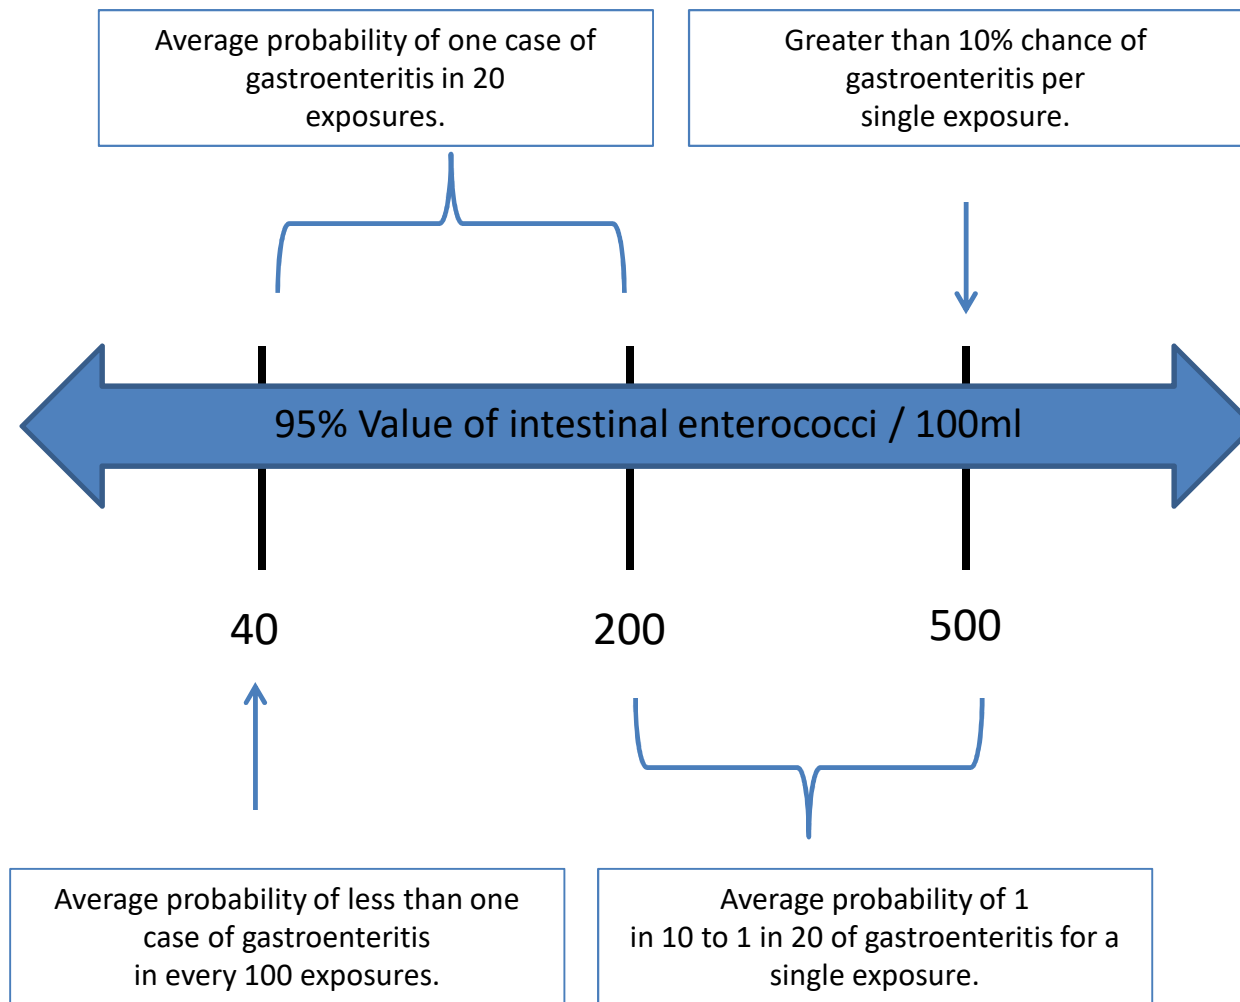 Average probability of one case of
gastroenteritis in 20
exposures.
Greater than 10% chance of
gastroenteritis per
single exposure.
95% Value of intestinal enterococci / 100ml
40
200
500
Average probability of less than one
case of gastroenteritis
in every 100 exposures.
Average probability of 1
in 10 to 1 in 20 of gastroenteritis for a
single exposure.